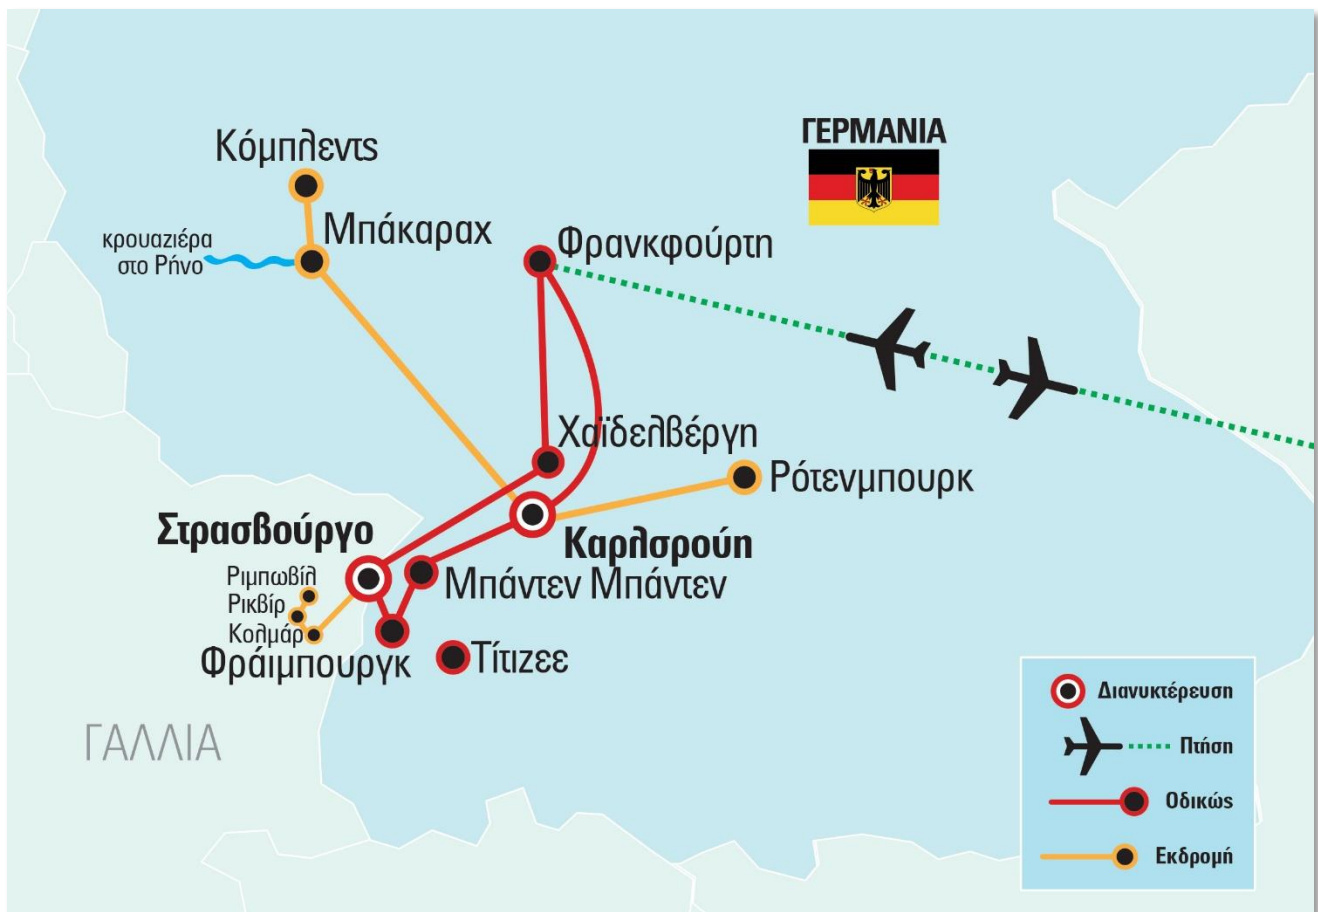 ΓΕΡΜΑΝΙΑ
Κόμπλεντς
Μπάκαραχ
κρουαζιέρα
στο Ρήνο
Φρανκφούρτη
Χαϊδελβέργη
Ρότενμπουρκ
Στρασβούργο
Καρλσρούη
Μπάντεν Μπάντεν
Ριμπωβίλ
Ρικβίρ
Κολμάρ
Φράιμπουργκ
Τίτιζεε
ΓΑΛΛΙΑ
Διανυκτέρευση
Πτήση
Οδικώς
Εκδρομή